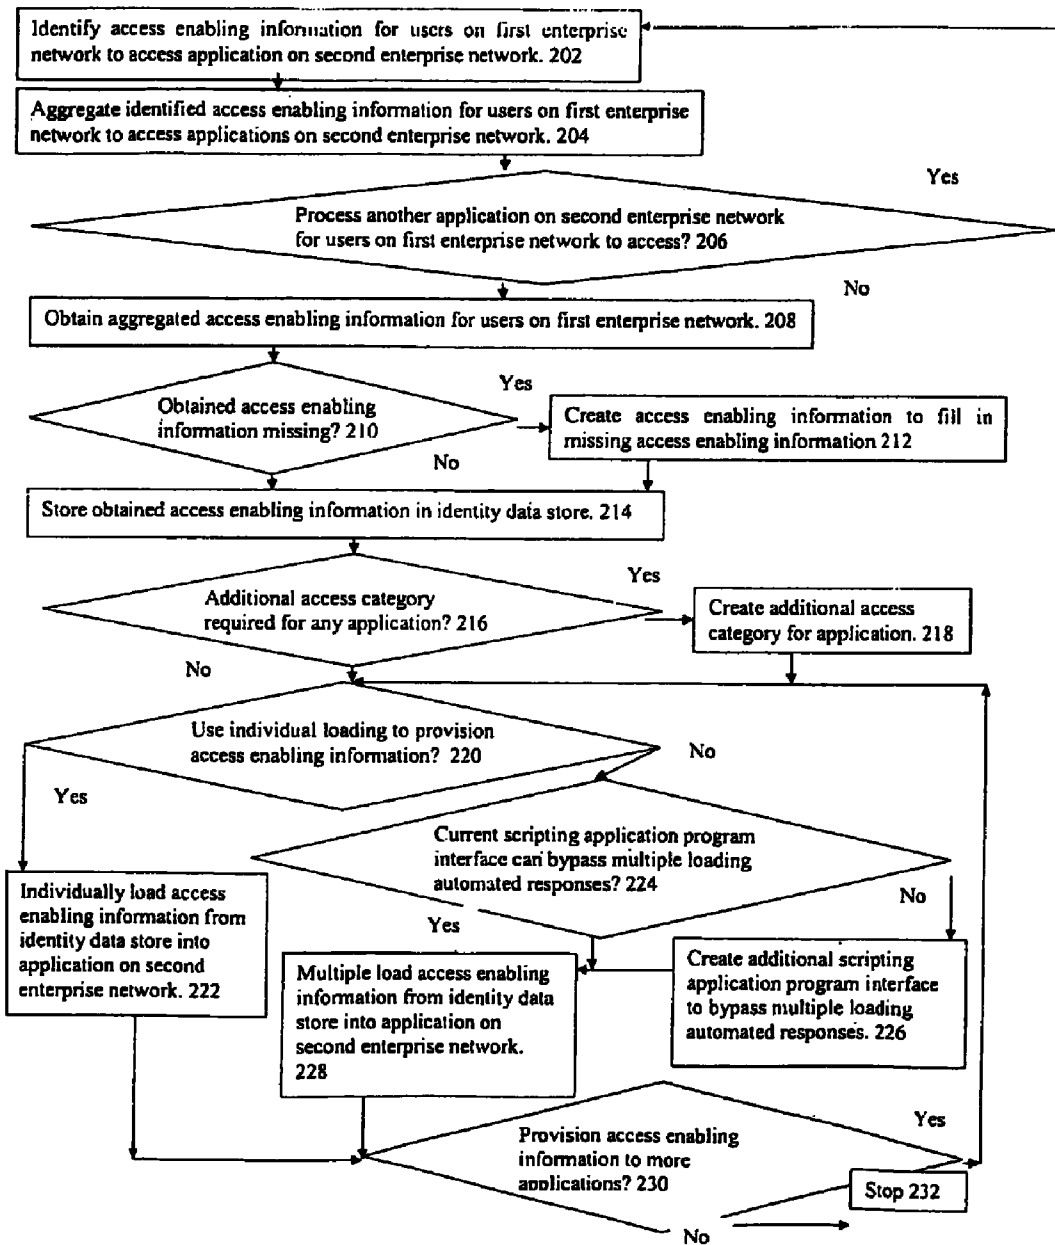 Identify access enabling information for users on first enterprise
network to access application on second enterprise network. 202
Aggregate identified access enabling information for users on first enterprise
network to access applications on second enterprise network. 204
Yes
Process another application on second enterprise network
for users on first enterprise network to access? 206
No
Obtain aggregated access enabling information for users on first enterprise network. 208
Yes
Obtained access enabling
information missing? 210
Create access enabling information to fill in
missing access enabling information 212
No
Store obtained access enabling information in identity data store. 214
Yes
Additional access category
required for any application? 216
Create additional access
category for application. 218
No
Use individual loading to provision
access enabling information? 220
No
Yes
Current scripting application program
interface can bypass multiple loading
automated responses? 224
No
Yes
Individually load access
enabling information from
identity data store into
application on second
enterprise network. 222
Multiple load access enabling
information from identity data
store into application on
second enterprise network.
228
Create additional scripting
application program interface
to bypass multiple loading
automated responses. 226
Yes
Provision access enabling
information to more
applications? 230
Stop 232
No